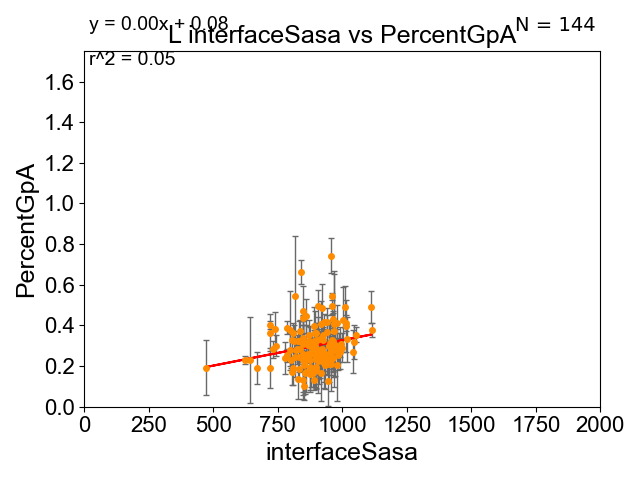 y = 0.00x + 0.08
N = 144
L interfaceSasa vs PercentGpA
r^2 = 0.05
1.6
1.4
1.2
1.0
0.8
0.6
0.4
0.2
0.0
PercentGpA
0 250 500 750 1000 1250 1500 1750 2000
interfaceSasa